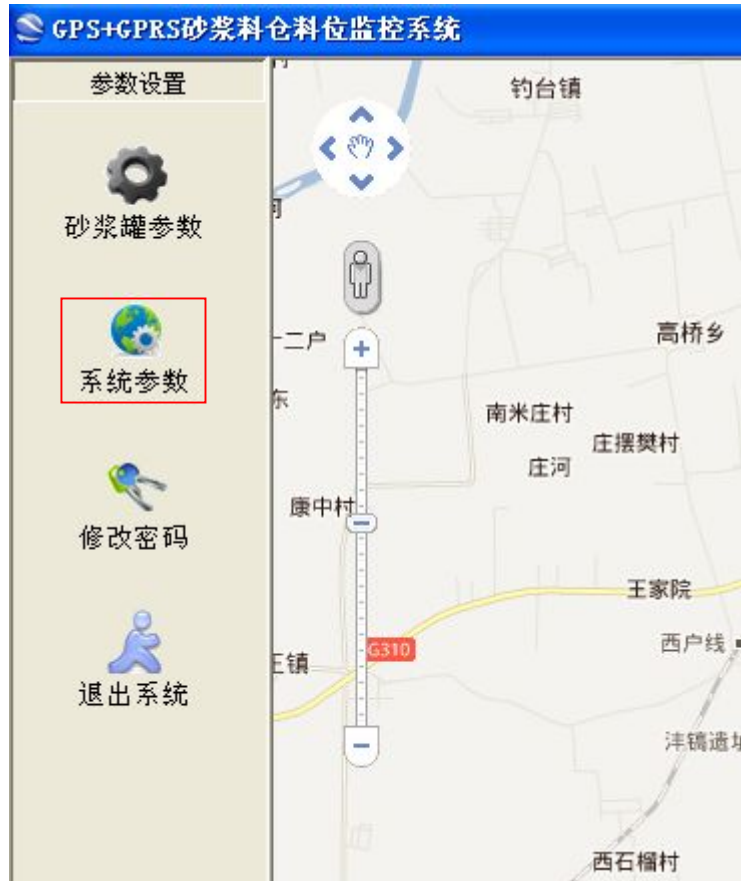 GPS+GPRS砂浆料仓料位监控系统
参数设置
砂浆罐参数
系统参数
修改密码
退出系统
村
钓台镇
河
高桥乡
十二户
东
南米庄村
庄摆樊村
庄河
康中村
王家院
G310
西户线
王镇
沣镐遗址
西石榴村